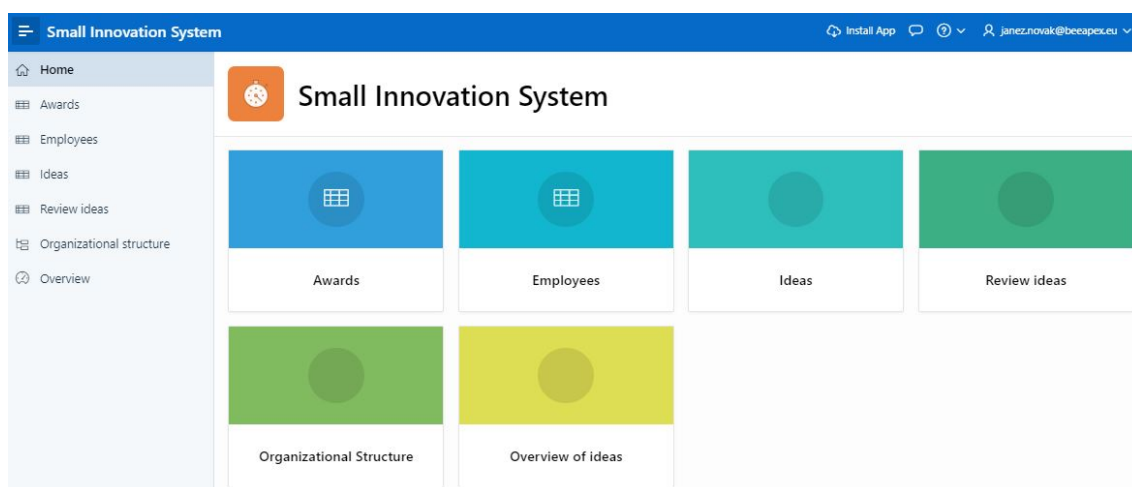 Small Innovation System
Install App
janez.novak@beeapex.eu
Home
Awards
Employees
Ideas
Review ideas
Organizational structure
Overview
Small Innovation System
Awards
Employees
Ideas
Review ideas
Organizational Structure
Overview of ideas